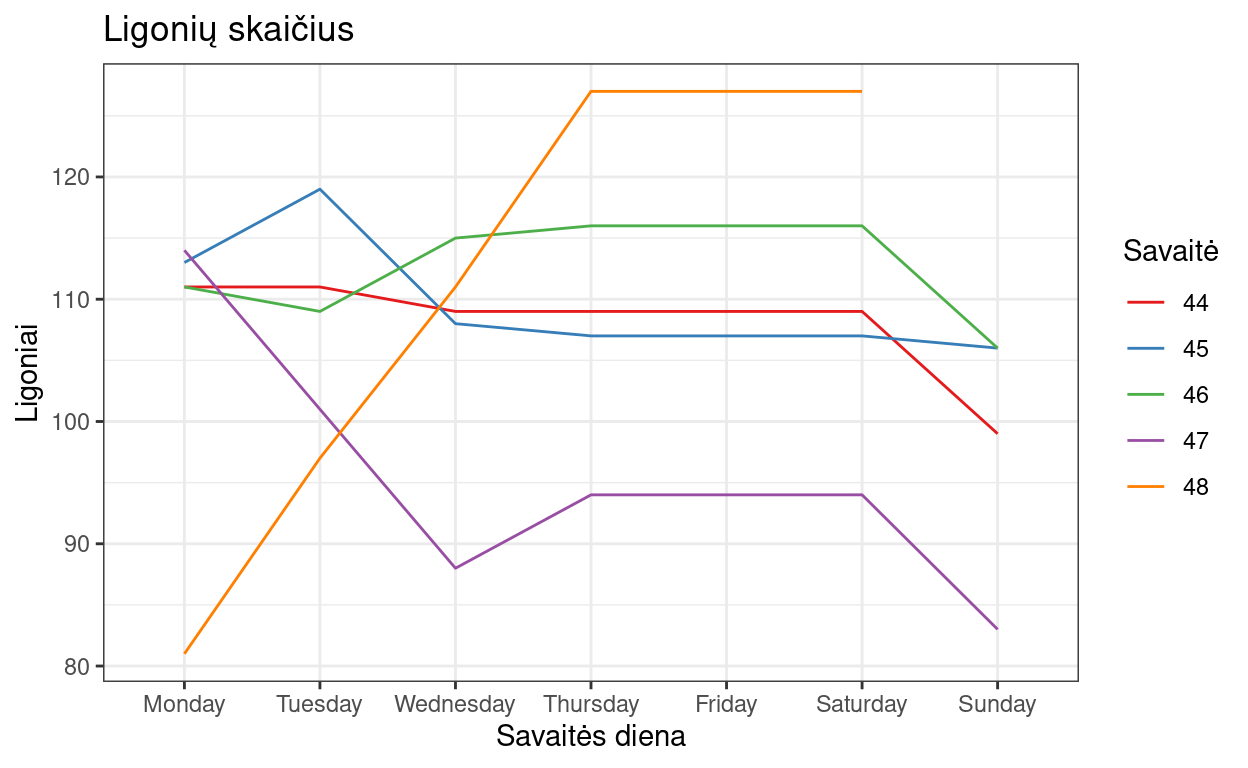 Ligonių skaičius
120
110
100
90
80
Ligoniai
Monday Tuesday Wednesday Thursday Friday Saturday Sunday
Savaitės diena
Savaitė
44
45
46
47
48